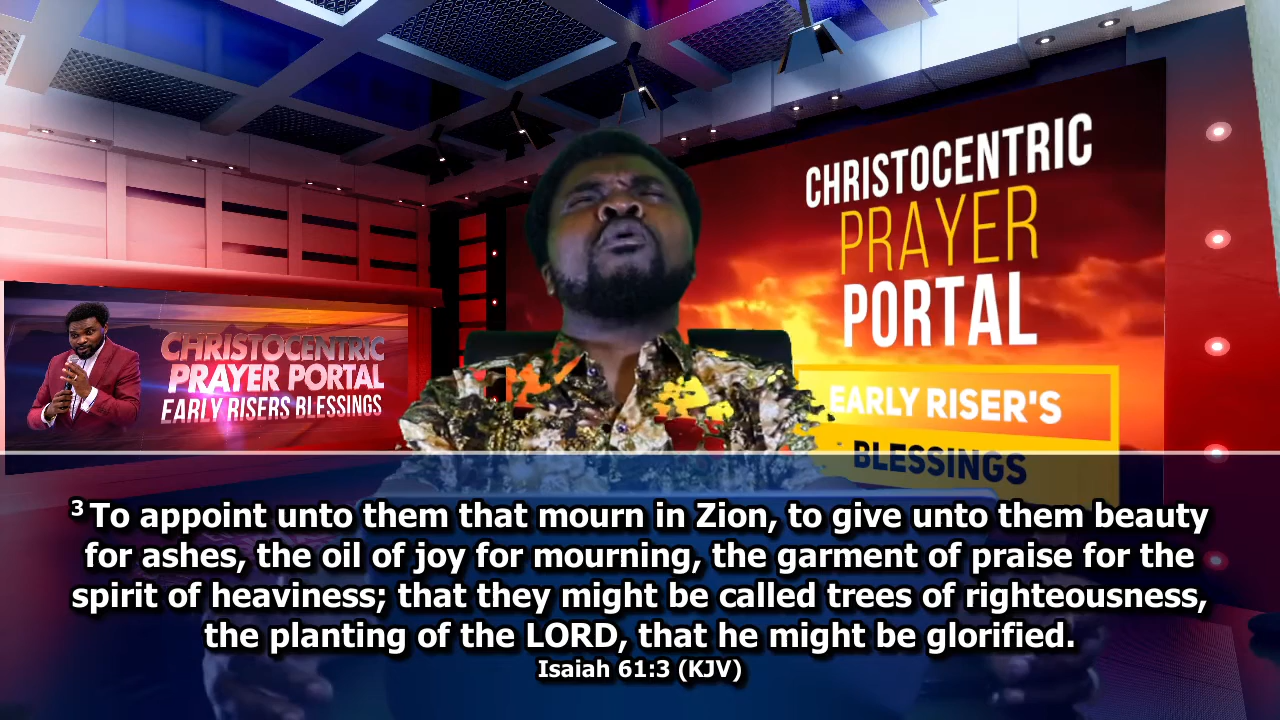 CHRISTOCENTRIC
PRAYER
PORTAL
EARLY RISER'S
BLESSINGS
CHRISTOCENTRIC
PRAYER PORTAL
EARLY RISERS BLESSINGS
3 To appoint unto them that mourn in Zion, to give unto them beauty
for ashes, the oil of joy for mourning, the garment of praise for the
spirit of heaviness; that they might be called trees of righteousness,
the planting of the LORD, that he might be glorified.
Isaiah 61:3 (KJV)